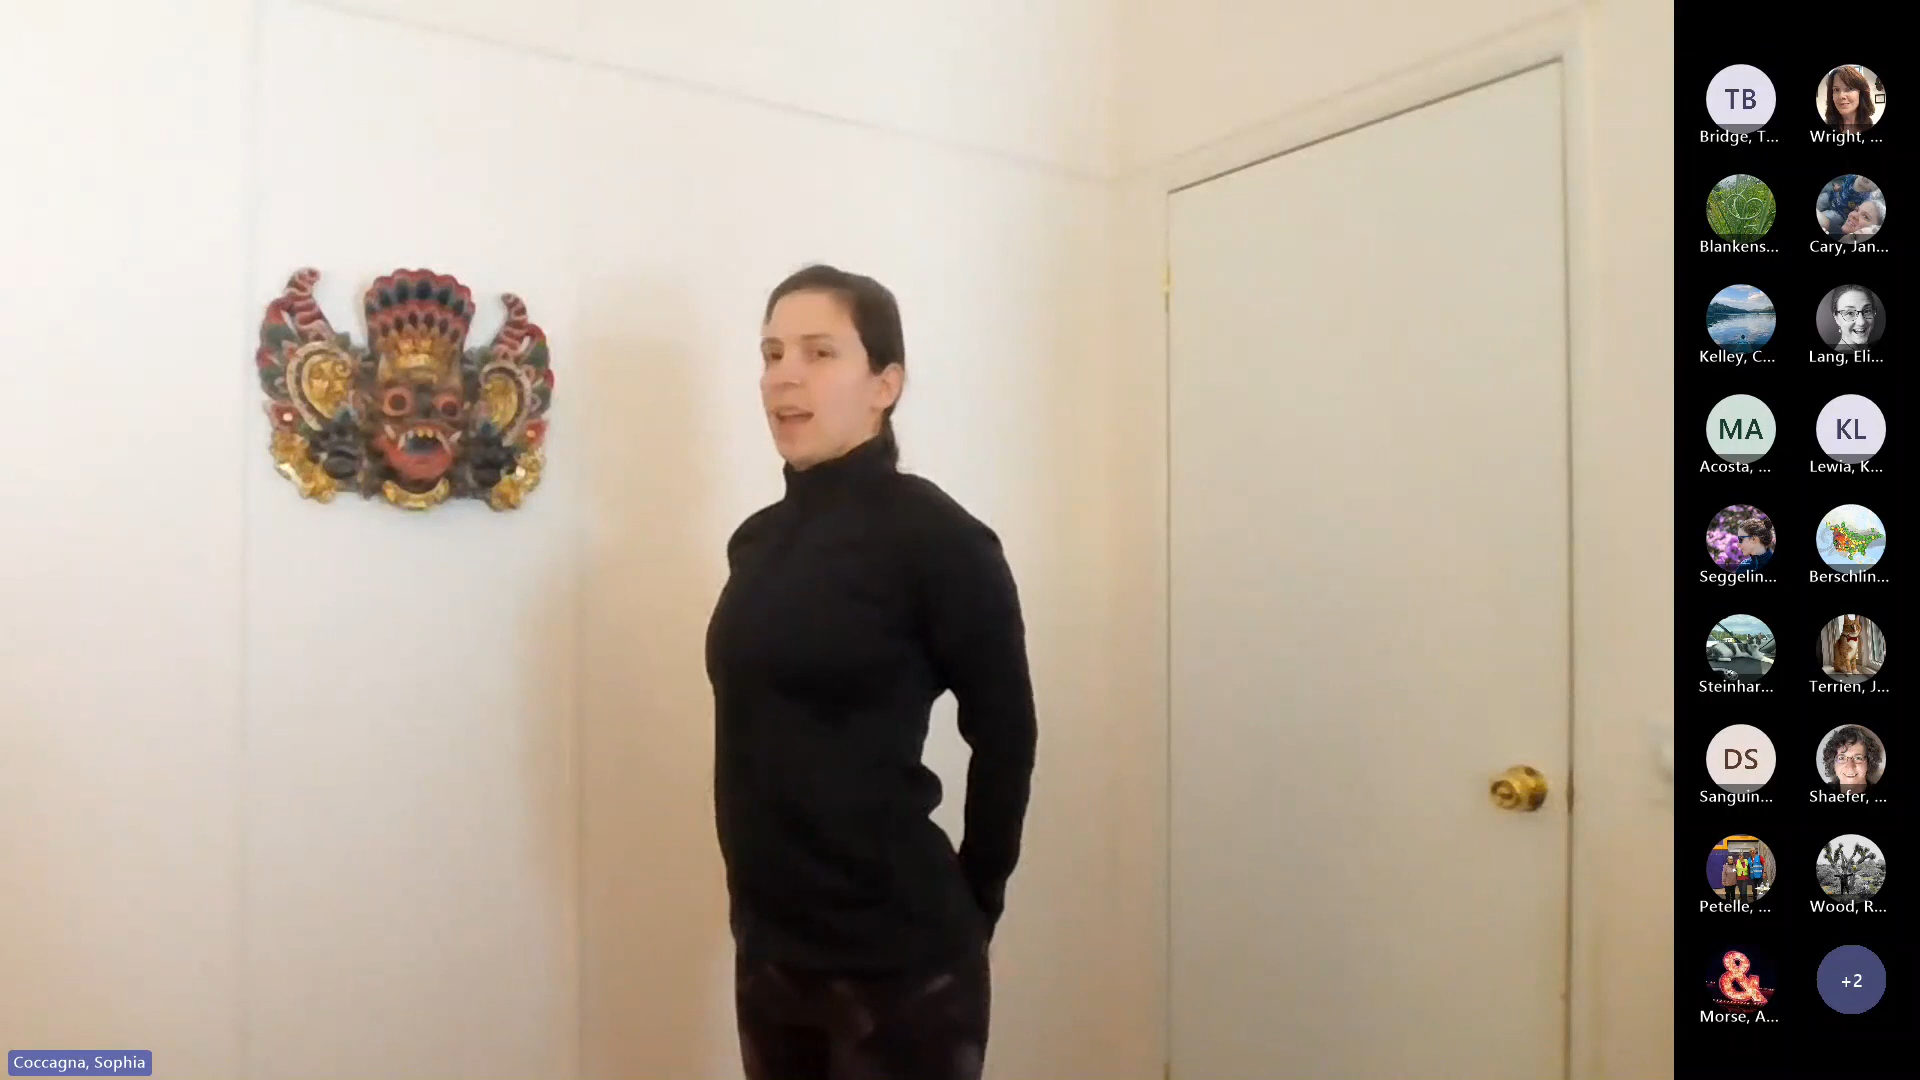 TB
Bridge, T...
Wright, ...
Blankens...
Cary, Jan...
Kelley, C...
Lang, Eli...
MA
KL
Acosta, ...
Lewia, K...
Seggelin...
Berschlin...
Steinhar...
Terrien, J...
DS
Sanguin...
Shaefer, ...
Petelle, ...
Wood, R...
&
+2
Morse, A...
Coccagna, Sophia